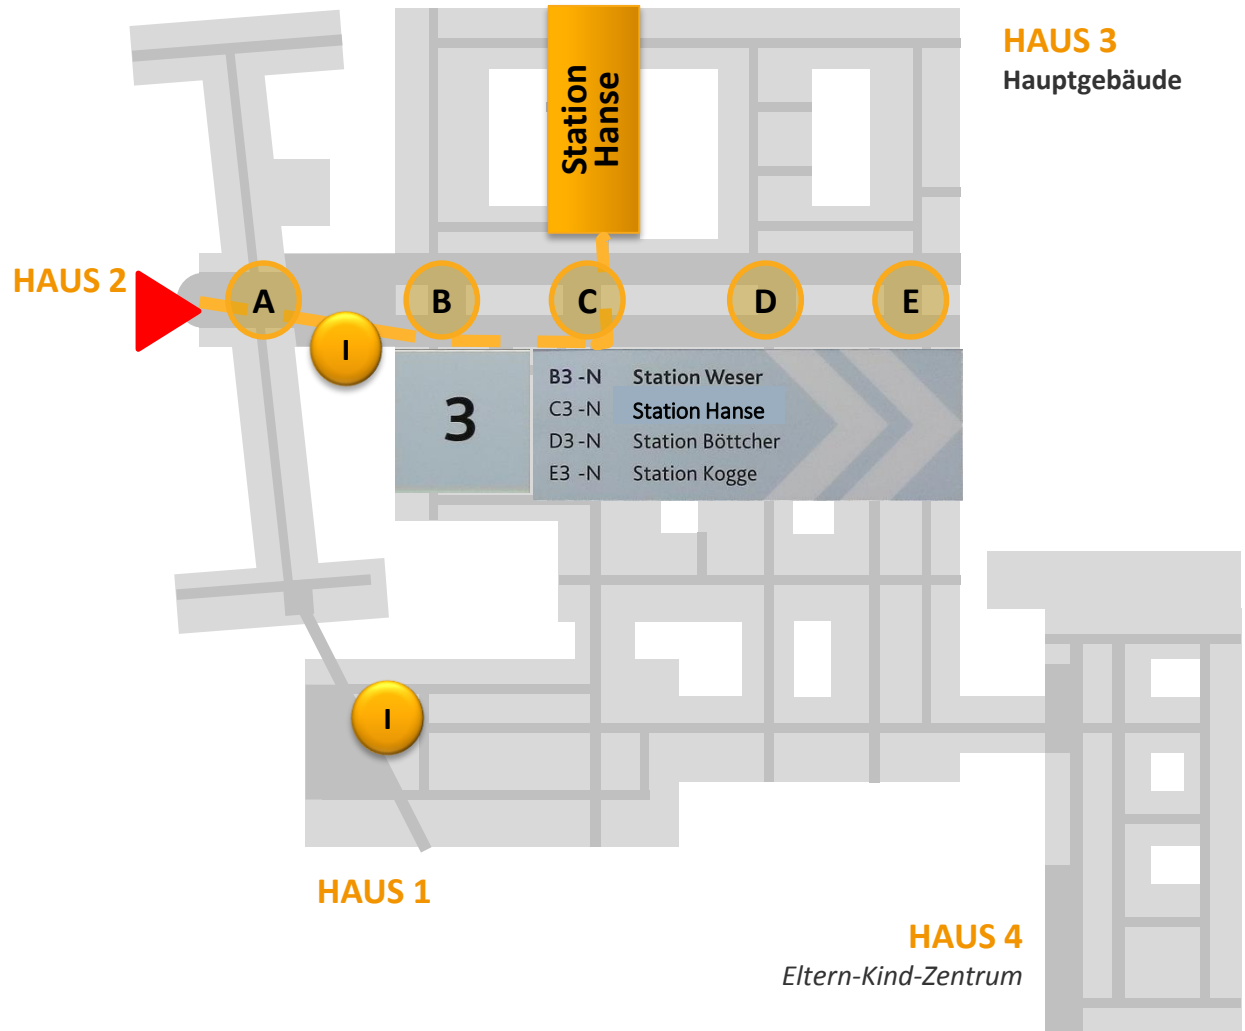 HAUS 3
Hauptgebäude
Station
Hanse
HAUS 2
A
B
C
D
E
I
3
B3 -N Station Weser
C3 -N Station Hanse
D3 -N Station Böttcher
E3 -N Station Kogge
I
HAUS 1
HAUS 4
Eltern-Kind-Zentrum